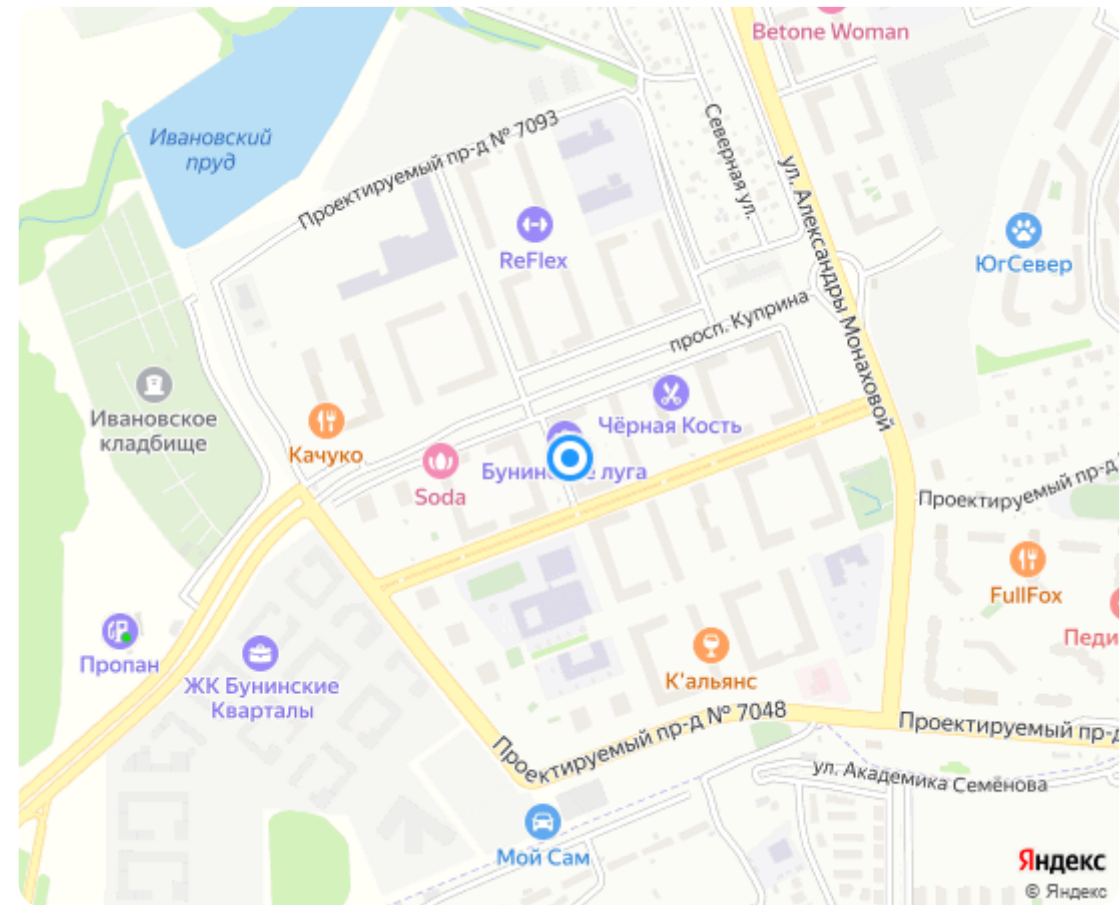 Betone Woman
Ивановский
пруд
Проектируемый пр-д № 7093
Северная ул.
ул. Александры Монаховой
ReFlex
ЮгСевер
просп. Куприна
Ивановское
кладбище
Качуко
Чёрная Кость
Soda
луга
Проектируемый пр-д
FullFox
Пропан
ЖК Бунинские
Кварталы
К'альянс
Проектируемый пр-д № 7048
Проектируемый пр-д
ул. Академика Семёнова
Мой Сам
Яндекс
© Яндекс